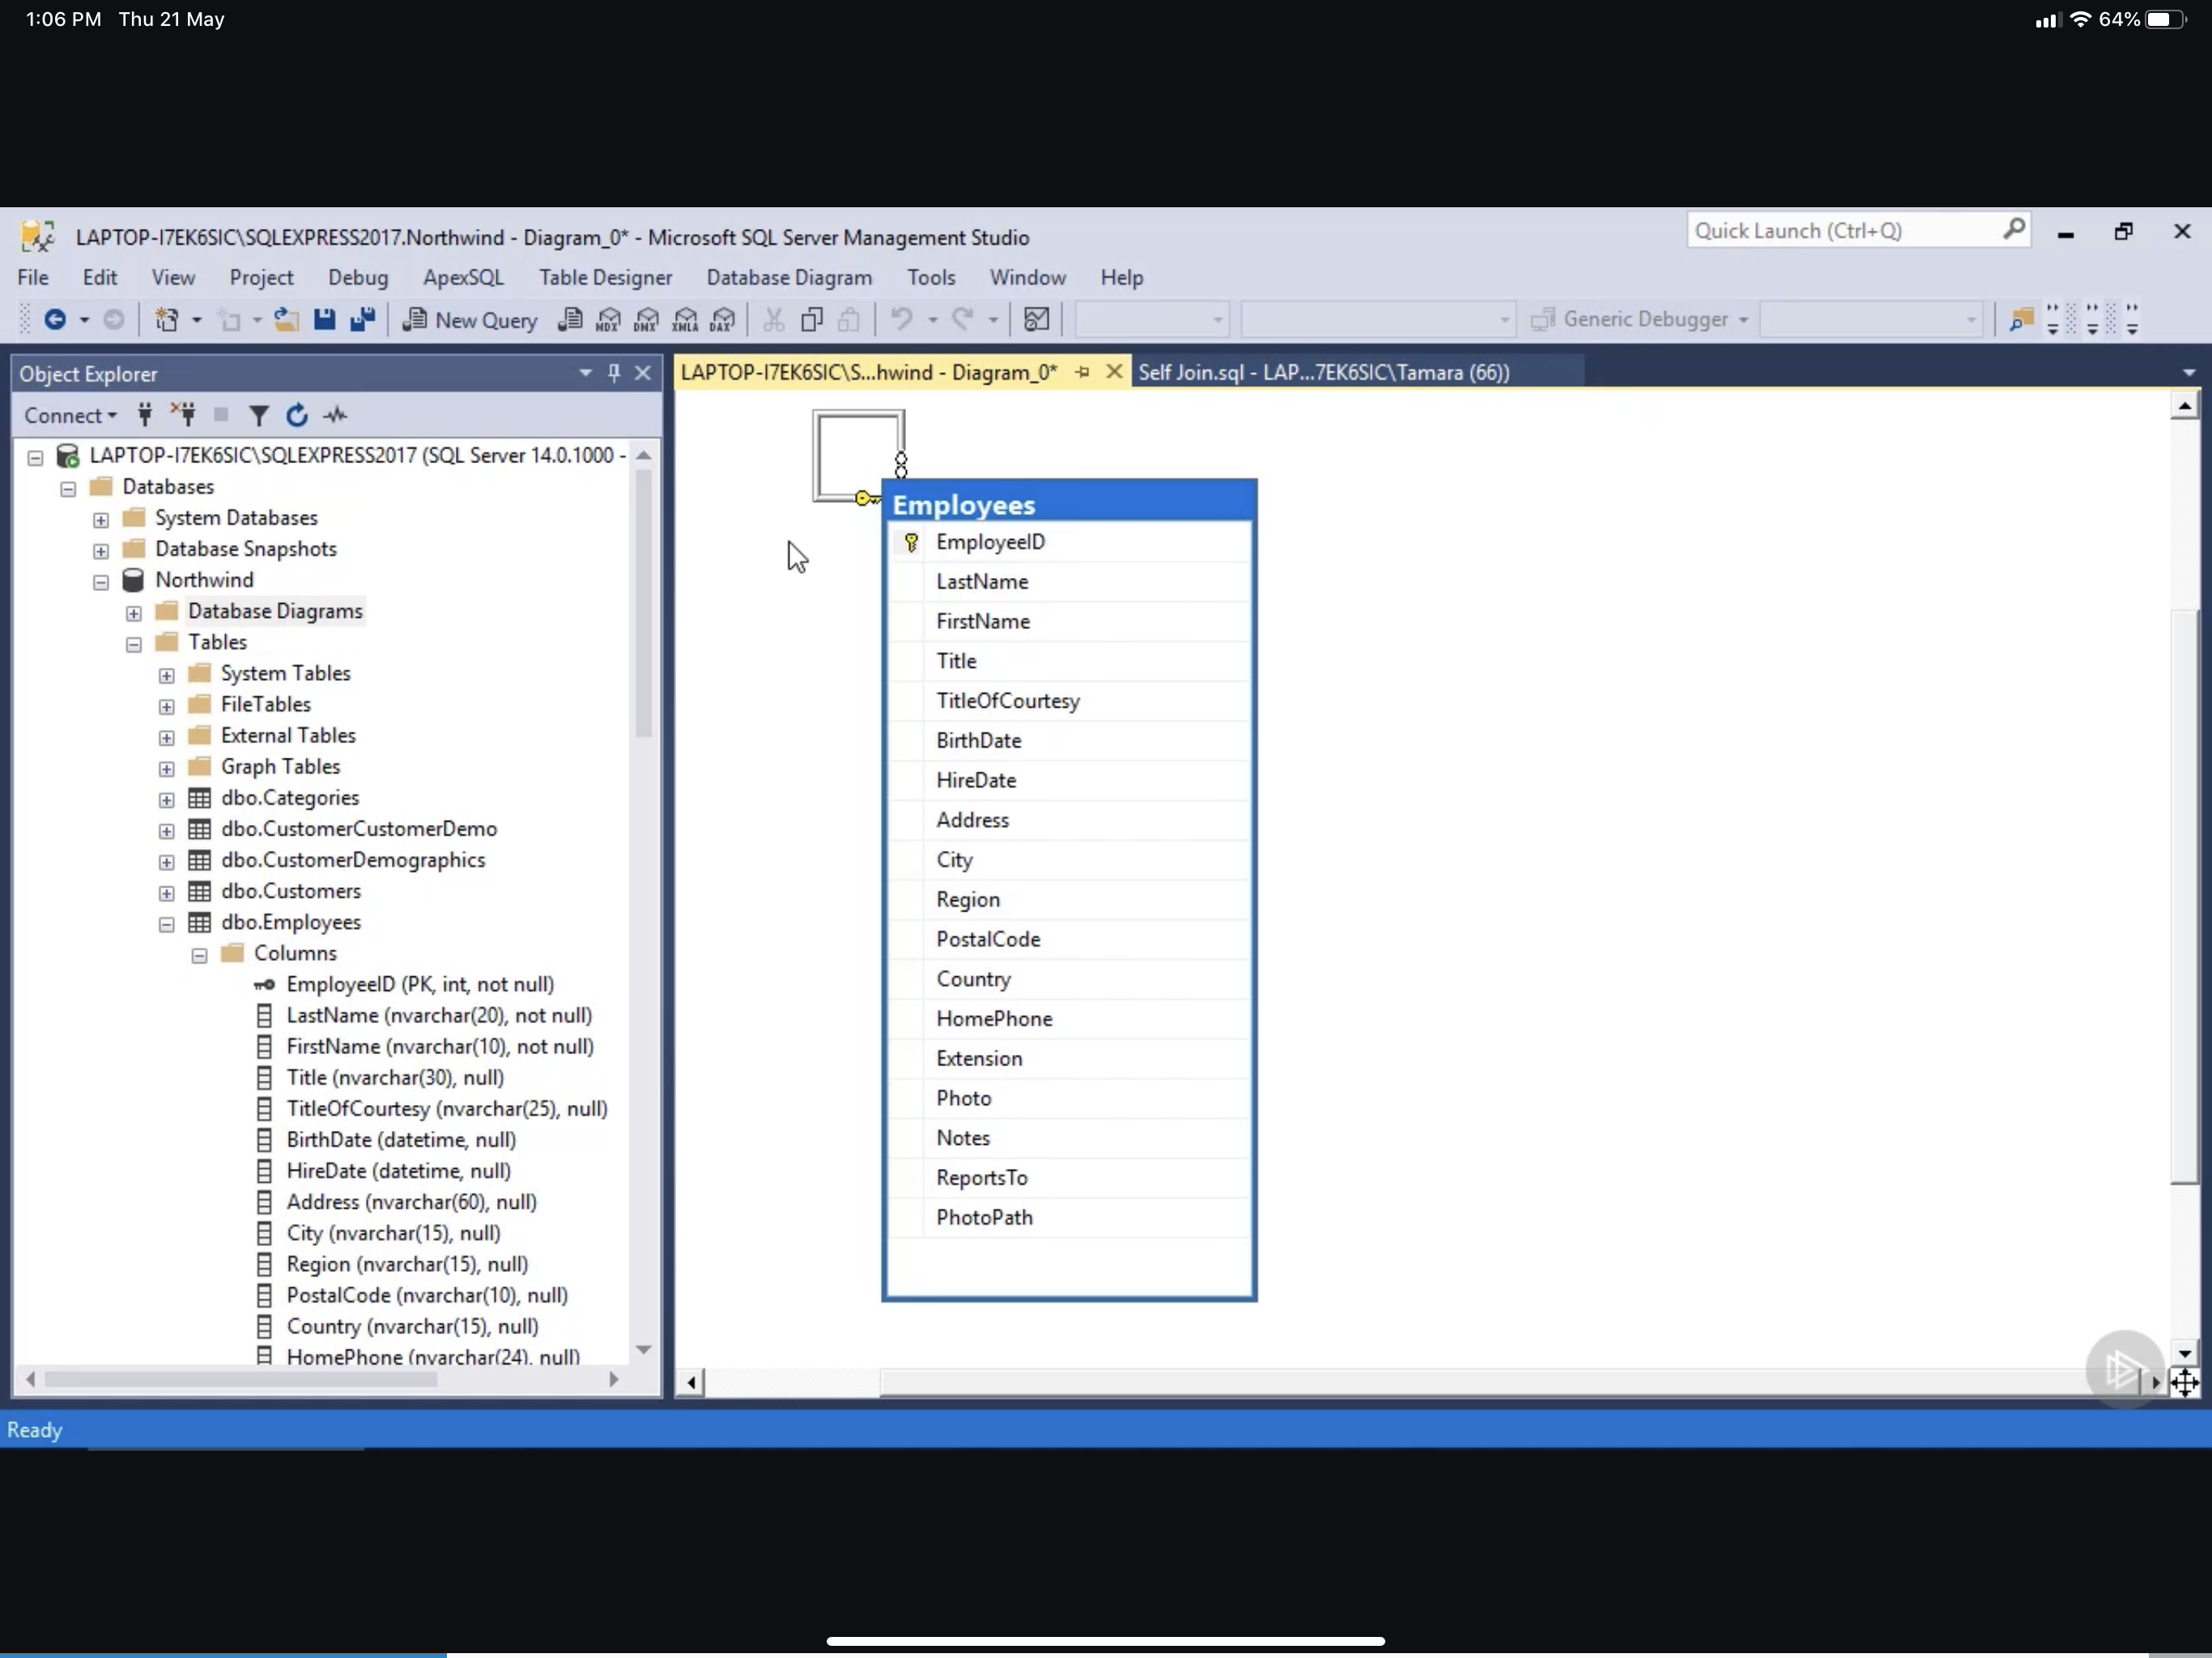 1:06 PM Thu 21 May
64%
LAPTOP-I7EK6SIC\SQLEXPRESS2017.Northwind - Diagram_0* - Microsoft SQL Server Management Studio
Quick Launch (Ctrl+Q)
File Edit View Project Debug ApexSQL Table Designer Database Diagram Tools Window Help
New Query MDX DMX XMLA DAX Generic Debugger
Object Explorer
Connect
LAPTOP-I7EK6SIC\SQLEXPRESS2017 (SQL Server 14.0.1000 -
Databases
System Databases
Database Snapshots
Northwind
Database Diagrams
Tables
System Tables
FileTables
External Tables
Graph Tables
dbo.Categories
dbo.CustomerCustomerDemo
dbo.CustomerDemographics
dbo.Customers
dbo.Employees
Columns
EmployeeID (PK, int, not null)
LastName (nvarchar(20), not null)
FirstName (nvarchar(10), not null)
Title (nvarchar(30), null)
TitleOfCourtesy (nvarchar(25), null)
BirthDate (datetime, null)
HireDate (datetime, null)
Address (nvarchar(60), null)
City (nvarchar(15), null)
Region (nvarchar(15), null)
PostalCode (nvarchar(10), null)
Country (nvarchar(15), null)
HomePhone (nvarchar(24), null)
LAPTOP-I7EK6SIC\S...hwind - Diagram_0*
Self Join.sql - LAP...7EK6SIC\Tamara (66))
Employees
EmployeeID
LastName
FirstName
Title
TitleOfCourtesy
BirthDate
HireDate
Address
City
Region
PostalCode
Country
HomePhone
Extension
Photo
Notes
ReportsTo
PhotoPath
Ready